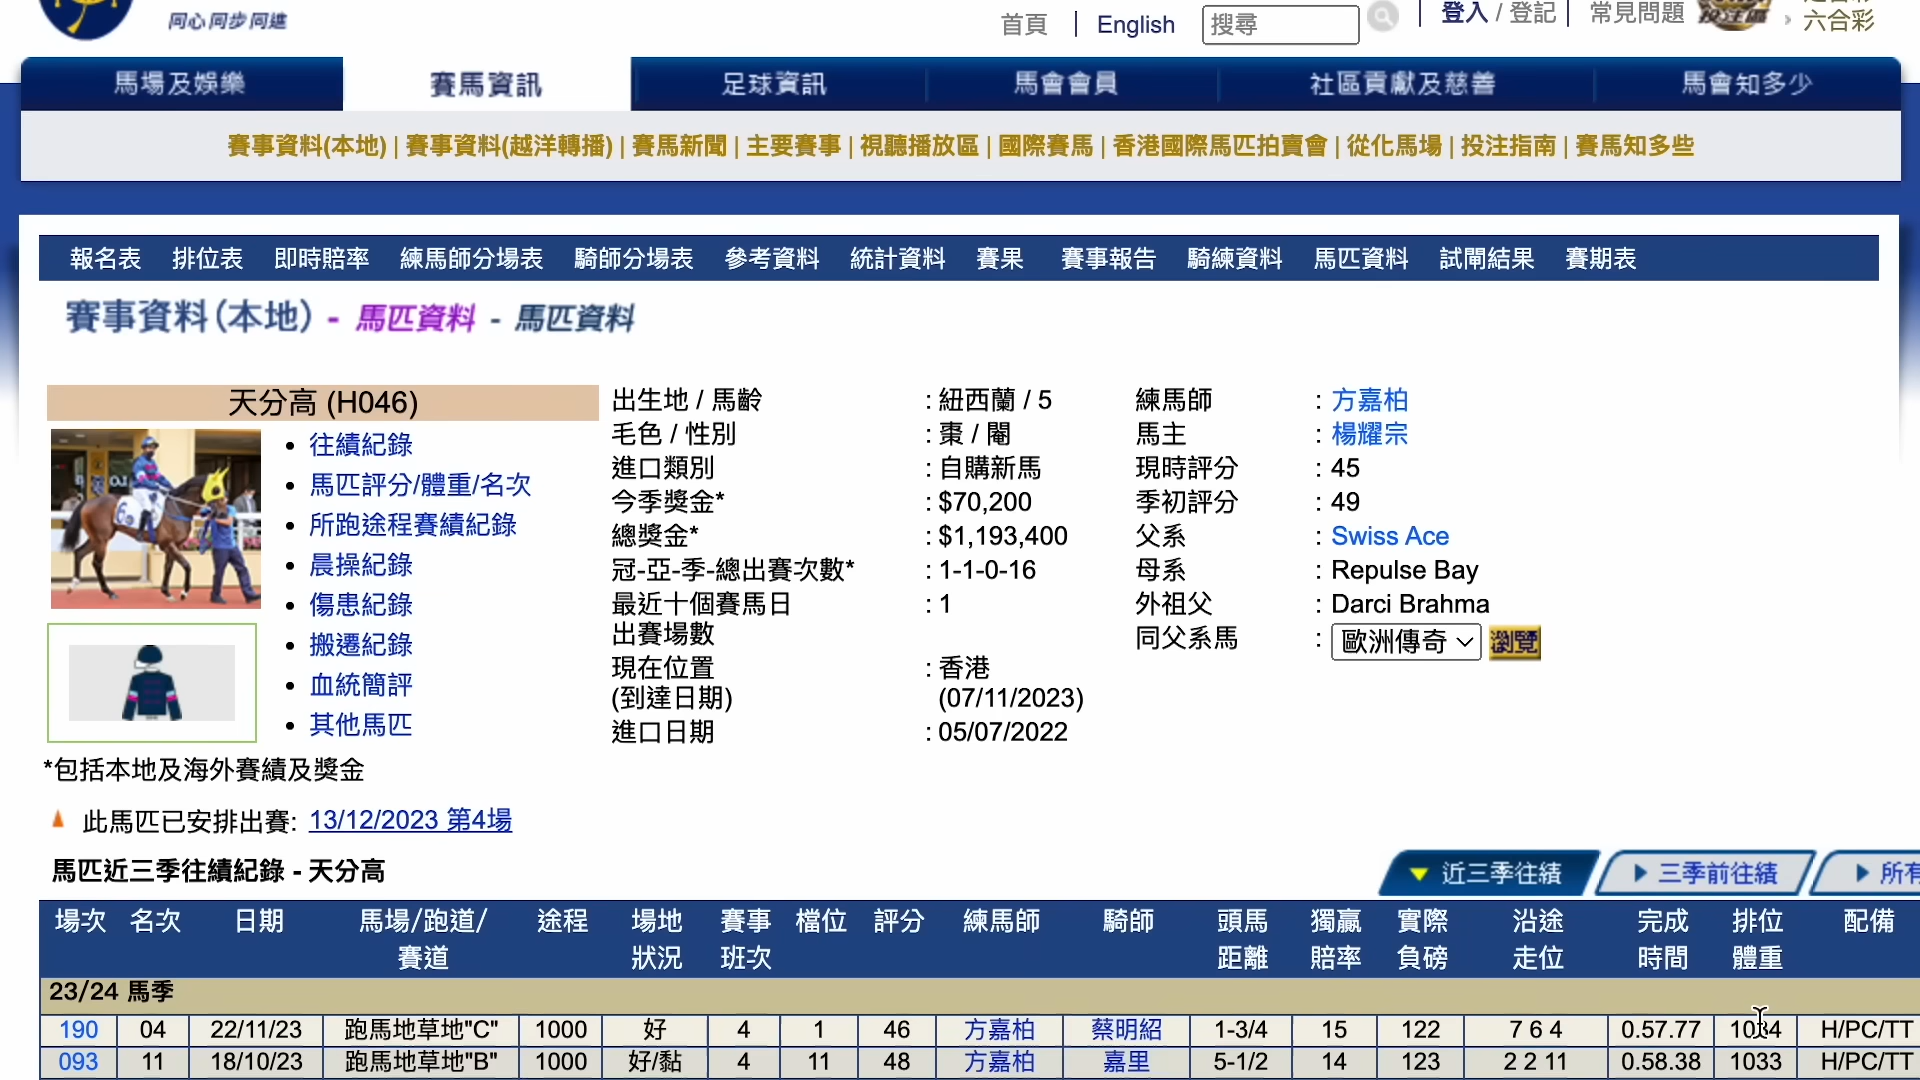 同心同步同進
首頁 | English 搜尋 | 登入 / 登記 | 常見問題 投注區 › 六合彩
馬場及娛樂 賽馬資訊 足球資訊 馬會會員 社區貢獻及慈善 馬會知多少
賽事資料(本地) | 賽事資料(越洋轉播) | 賽馬新聞 | 主要賽事 | 視聽播放區 | 國際賽馬 | 香港國際馬匹拍賣會 | 從化馬場 | 投注指南 | 賽馬知多些
報名表 排位表 即時賠率 練馬師分場表 騎師分場表 參考資料 統計資料 賽果 賽事報告 騎練資料 馬匹資料 試閘結果 賽期表
賽事資料(本地) - 馬匹資料 - 馬匹資料
天分高 (H046)
• 往績紀錄
• 馬匹評分/體重/名次
• 所跑途程賽績紀錄
• 晨操紀錄
• 傷患紀錄
• 搬遷紀錄
• 血統簡評
• 其他馬匹
出生地 / 馬齡 : 紐西蘭 / 5
毛色 / 性別 : 棗 / 閹
進口類別 : 自購新馬
今季獎金* : $70,200
總獎金* : $1,193,400
冠-亞-季-總出賽次數* : 1-1-0-16
最近十個賽馬日 : 1
出賽場數
現在位置 : 香港
(到達日期) (07/11/2023)
進口日期 : 05/07/2022
練馬師 : 方嘉柏
馬主 : 楊耀宗
現時評分 : 45
季初評分 : 49
父系 : Swiss Ace
母系 : Repulse Bay
外祖父 : Darci Brahma
同父系馬 : 歐洲傳奇 瀏覽
*包括本地及海外賽績及獎金
此馬匹已安排出賽: 13/12/2023 第4場
馬匹近三季往績紀錄 - 天分高 近三季往績 三季前往績 所有
場次 名次 日期 馬場/跑道/ 途程 場地 賽事 檔位 評分 練馬師 騎師 頭馬 獨贏 實際 沿途 完成 排位 配備
賽道 狀況 班次 距離 賠率 負磅 走位 時間 體重
23/24 馬季
190 04 22/11/23 跑馬地草地"C" 1000 好 4 1 46 方嘉柏 蔡明紹 1-3/4 15 122 7 6 4 0.57.77 H/PC/TT
093 11 18/10/23 跑馬地草地"B" 1000 好/黏 4 11 48 方嘉柏 嘉里 5-1/2 14 123 2 2 11 0.58.38 1033 H/PC/TT